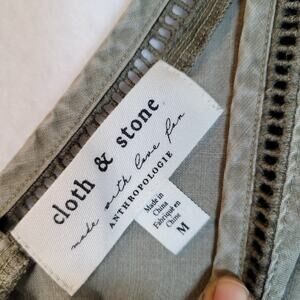 cloth & stone
made with love for
ANTHROPOLOGIE
Made in
China
Fabriqué en
Chine
M